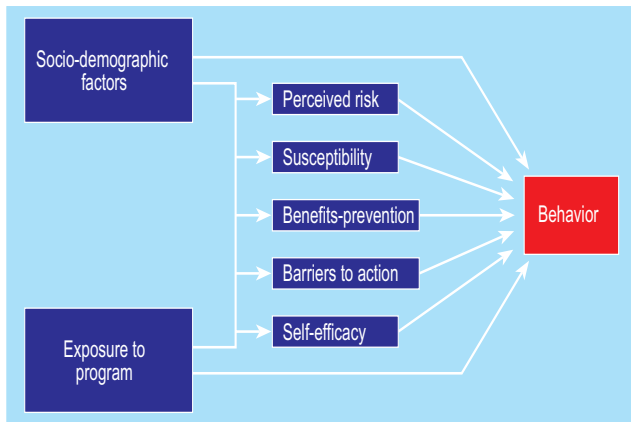 Socio-demographic
factors
Perceived risk
Susceptibility
Benefits-prevention
Behavior
Barriers to action
Self-efficacy
Exposure to
program